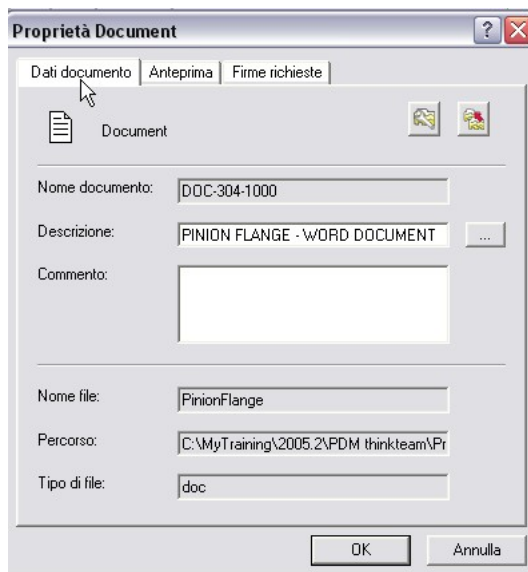 Proprietà Document
Dati documento Anteprima Firme richieste
Document
Nome documento: DOC-304-1000
Descrizione: PINION FLANGE - WORD DOCUMENT ...
Commento:
Nome file: PinionFlange
Percorso: C:\MyTraining\2005.2\PDM thinkteam\Pr
Tipo di file: doc
OK Annulla